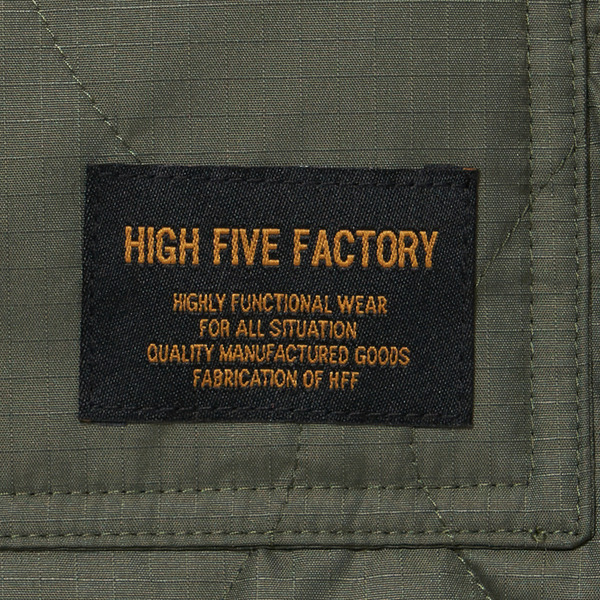 HIGH FIVE FACTORY
HIGHLY FUNCTIONAL WEAR
FOR ALL SITUATION
QUALITY MANUFACTURED GOODS
FABRICATION OF HFF